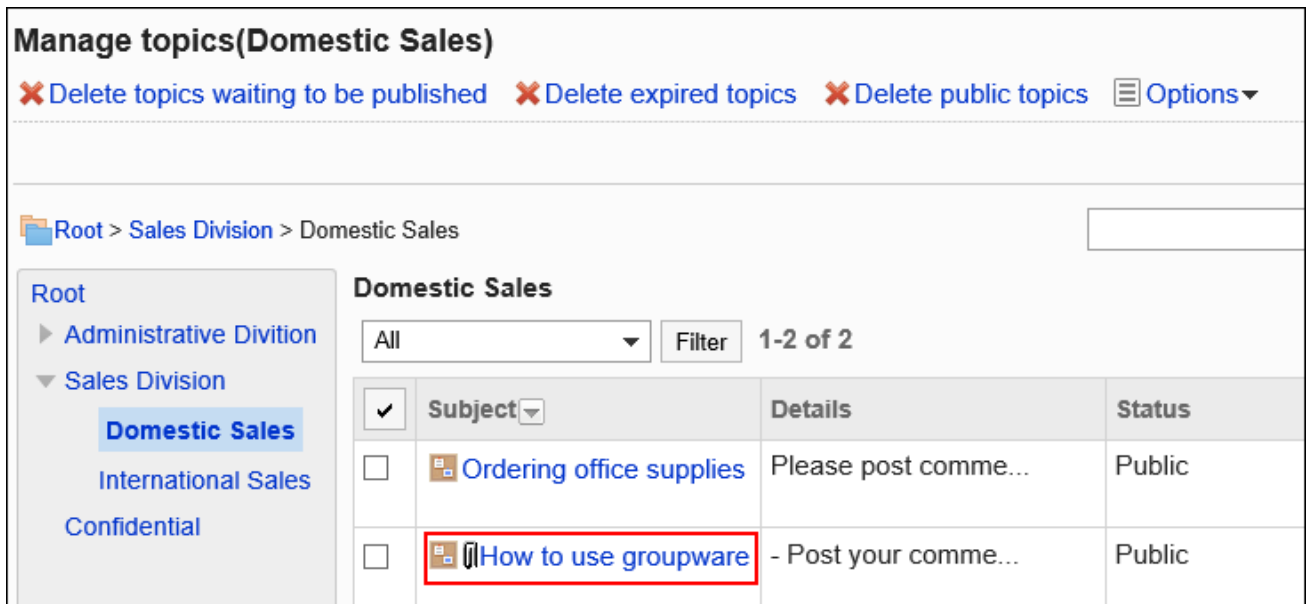 Manage topics(Domestic Sales)
Delete topics waiting to be published Delete expired topics Delete public topics Options
Root > Sales Division > Domestic Sales
Root
Administrative Divition
Sales Division
Domestic Sales
International Sales
Confidential
Domestic Sales
All Filter 1-2 of 2
Subject Details Status
Ordering office supplies Please post comme... Public
How to use groupware - Post your comme... Public